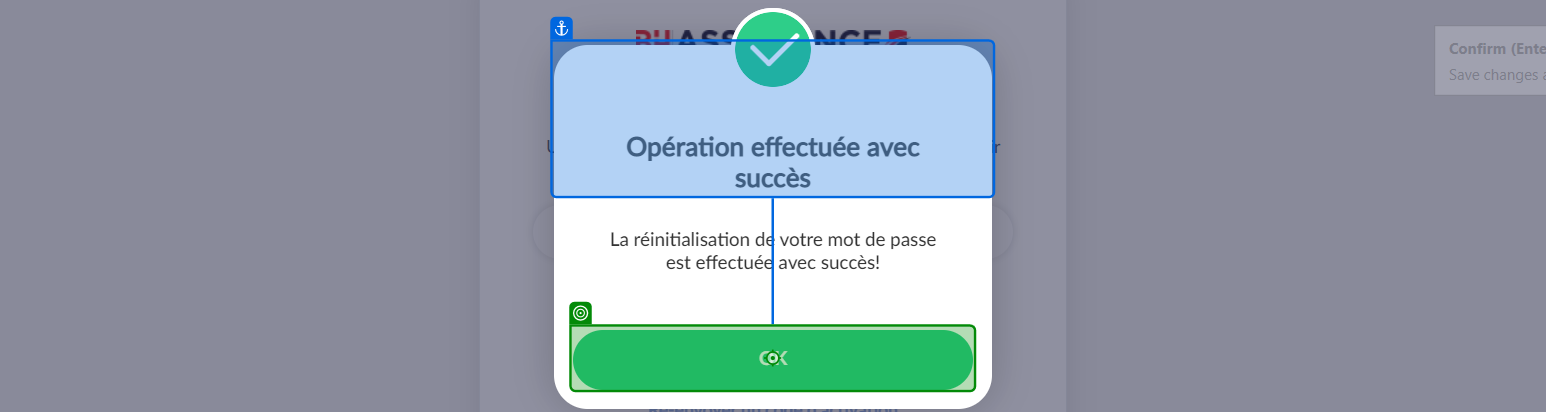 Confirm (Ente
Save changes a
Opération effectuée avec
succès
La réinitialisation de votre mot de passe
est effectuée avec succès!
OK